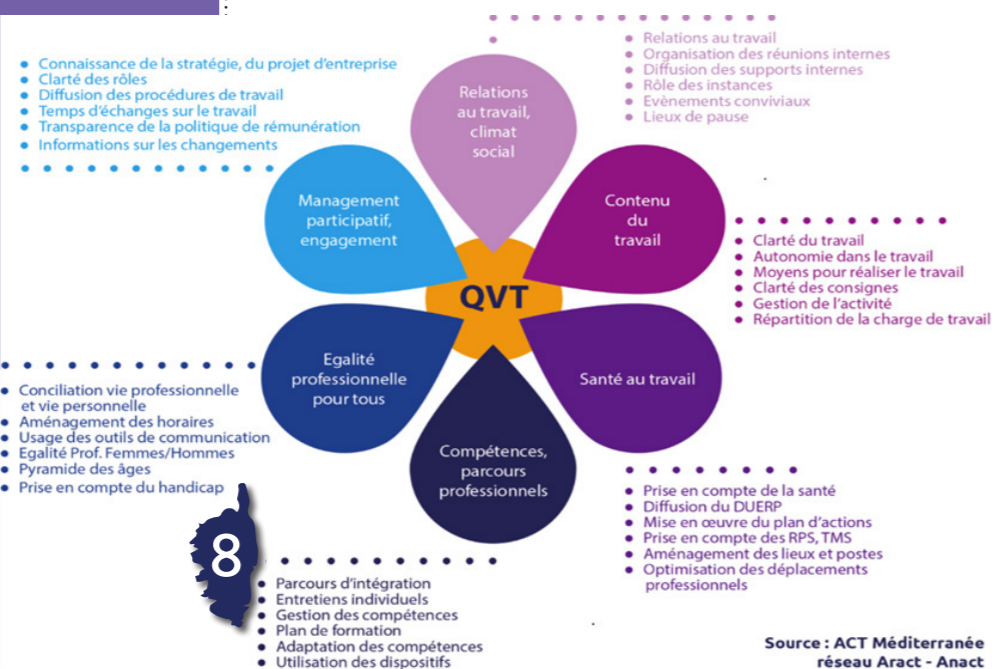 :
Relations au travail
Organisation des réunions internes
Diffusion des supports internes
Rôle des instances
Evènements conviviaux
Lieux de pause
Connaissance de la stratégie, du projet d'entreprise
Clarté des rôles
Diffusion des procédures de travail
Temps d'échanges sur le travail
Transparence de la politique de rémunération
Informations sur les changements
Relations
au travail,
climat
social
Management
participatif,
engagement
Contenu
du
travail
Clarté du travail
Autonomie dans le travail
Moyens pour réaliser le travail
Clarté des consignes
Gestion de l'activité
Répartition de la charge de travail
QVT
Egalité
professionnelle
pour tous
Santé au travail
Conciliation vie professionnelle
et vie personnelle
Aménagement des horaires
Usage des outils de communication
Egalité Prof. Femmes/Hommes
Pyramide des âges
Prise en compte du handicap
Compétences,
parcours
professionnels
Prise en compte de la santé
Diffusion du DUERP
Mise en œuvre du plan d'actions
Prise en compte des RPS, TMS
Aménagement des lieux et postes
Optimisation des déplacements
professionnels
8
Parcours d'intégration
Entretiens individuels
Gestion des compétences
Plan de formation
Adaptation des compétences
Utilisation des dispositifs
Source : ACT Méditerranée
réseau Aract - Anact